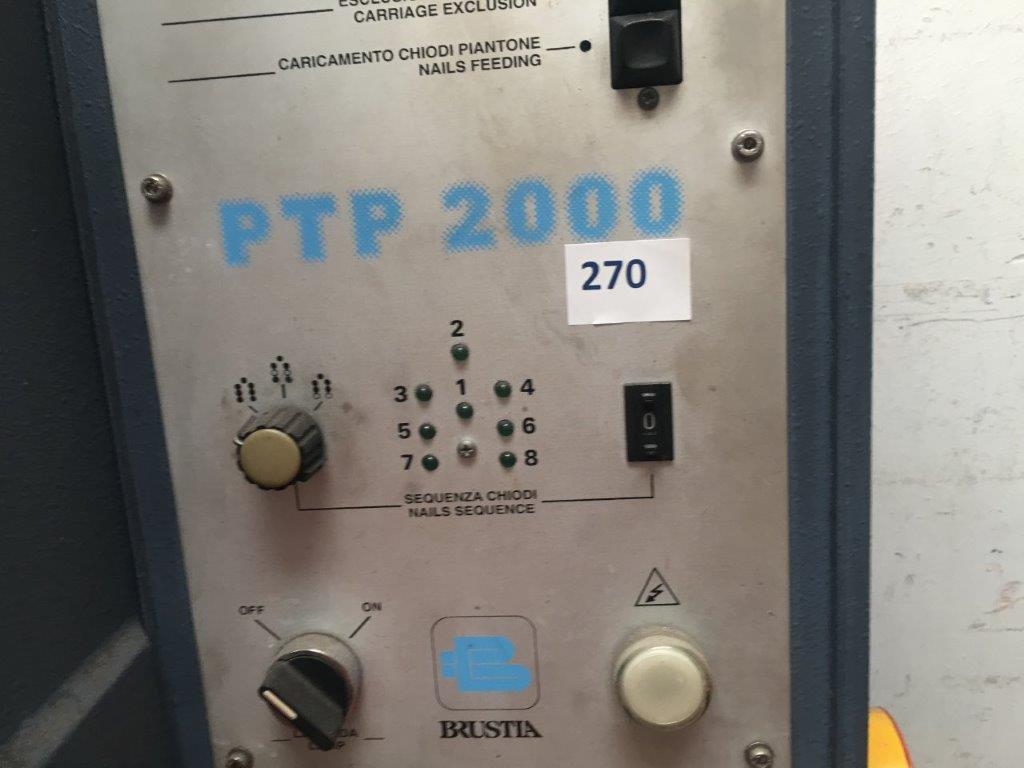 CARRIAGE EXCLUSION
CARICAMENTO CHIODI PIANTONE
NAILS FEEDING
PTP 2000
270
2
3 1 4
5 6
7 8
0
SEQUENZA CHIODI
NAILS SEQUENCE
OFF ON
BRUSTIA